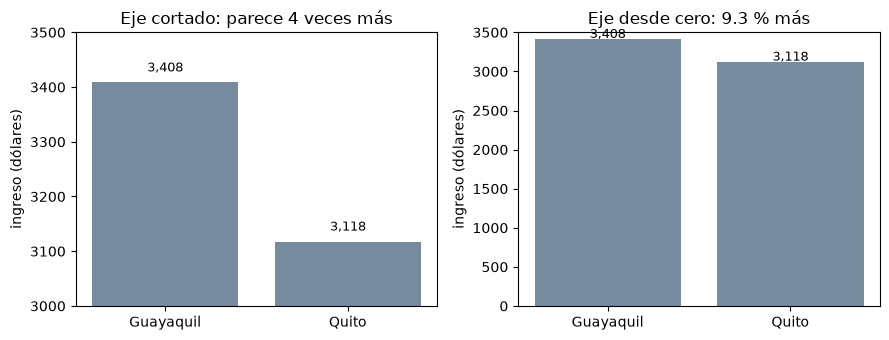 Eje cortado: parece 4 veces más
ingreso (dólares)
3500
3400
3300
3200
3100
3000
3,408
3,118
Guayaquil
Quito
Eje desde cero: 9.3 % más
ingreso (dólares)
3500
3000
2500
2000
1500
1000
500
0
3,408
3,118
Guayaquil
Quito